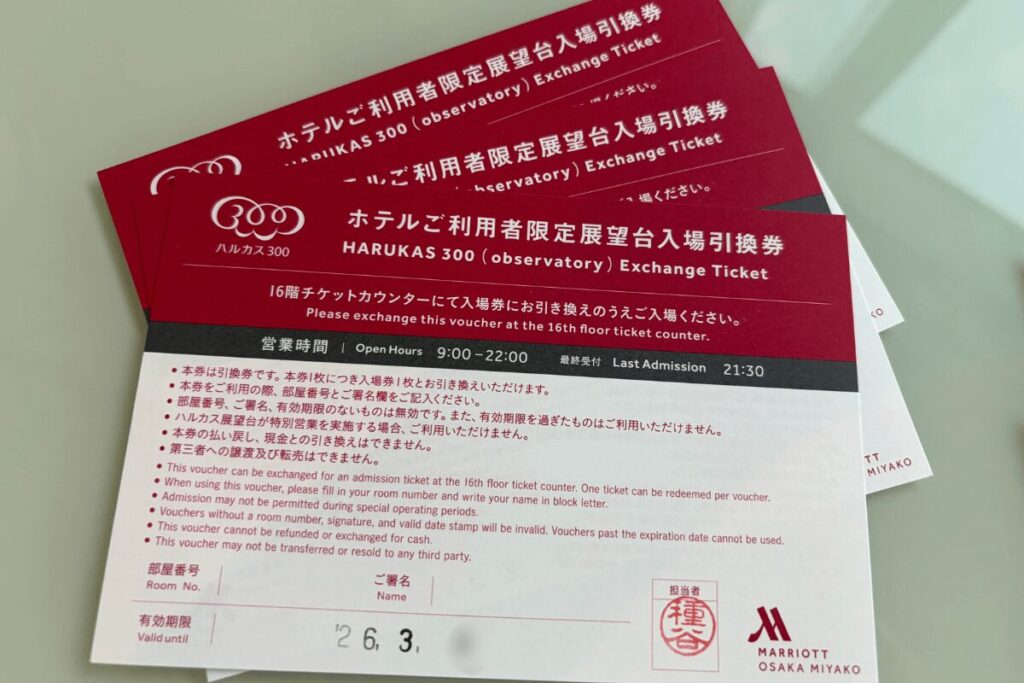 ホテルご利用者限定展望台入場引換券
HARUKAS 300 (observatory) Exchange Ticket
ください。
ルご利用者限定展望台入場引換券
(observatory) Exchange Ticket
場ください。
300
ハルカス300
ホテルご利用者限定展望台入場引換券
HARUKAS 300 (observatory) Exchange Ticket
16階チケットカウンターにて入場券にお引き換えのうえご入場ください。
Please exchange this voucher at the 16th floor ticket counter.
営業時間 | Open Hours 9:00-22:00 最終受付 Last Admission 21:30
• 本券は引換券です。本券1枚につき入場券1枚とお引き換えいただけます。
• 本券をご利用の際、部屋番号とご署名欄をご記入ください。
• 部屋番号、ご署名、有効期限のないものは無効です。また、有効期限を過ぎたものはご利用いただけません。
• ハルカス展望台が特別営業を実施する場合、ご利用いただけません。
• 本券の払い戻し、現金との引き換えはできません。
• 第三者への譲渡及び転売はできません。
• This voucher can be exchanged for an admission ticket at the 16th floor ticket counter. One ticket can be redeemed per voucher.
• When using this voucher, please fill in your room number and write your name in block letter.
• Admission may not be permitted during special operating periods.
• Vouchers without a room number, signature, and valid date stamp will be invalid. Vouchers past the expiration date cannot be used.
• This voucher cannot be refunded or exchanged for cash.
• This voucher may not be transferred or resold to any third party.
部屋番号
Room No.
ご署名
Name
有効期限
Valid until
'26. 3.
担当者
種谷
MARRIOTT
OSAKA MIYAKO
KO
MARRIOTT
MIYAKO